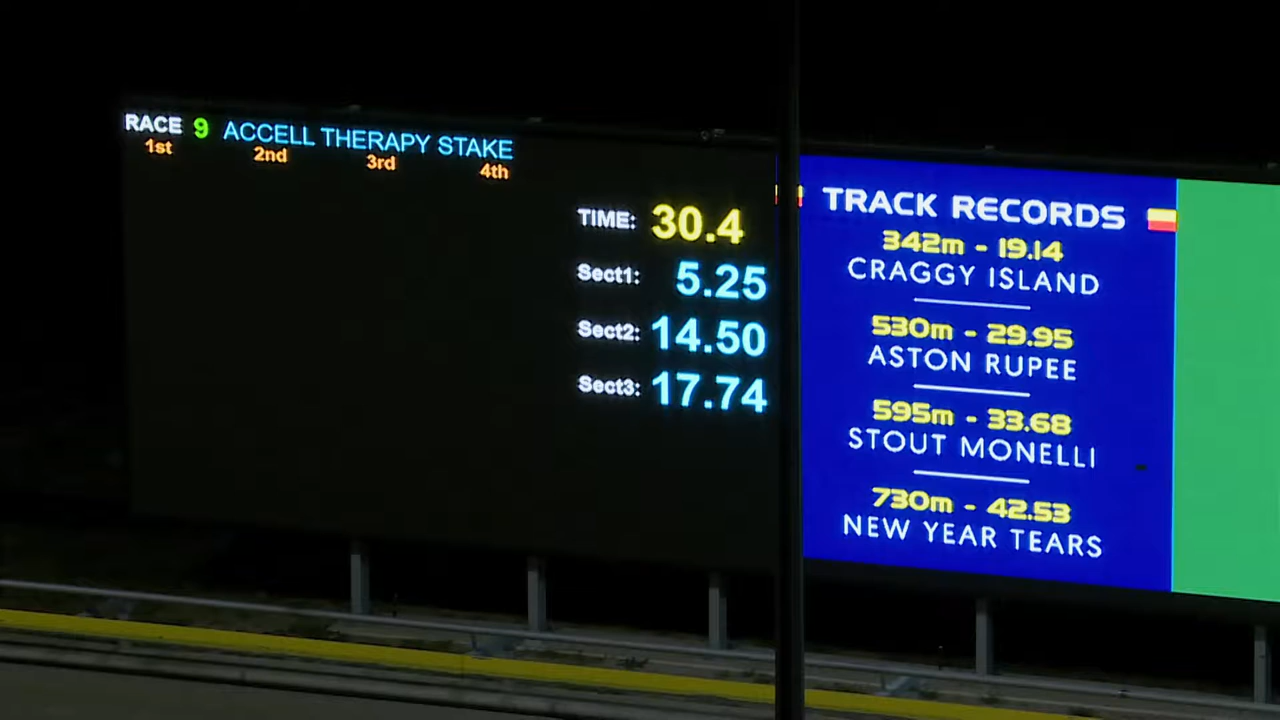 RACE 9 ACCELL THERAPY STAKE
1st 2nd 3rd 4th
TIME: 30.4
Sect1: 5.25
Sect2: 14.50
Sect3: 17.74
TRACK RECORDS
342m - 19.14
CRAGGY ISLAND
530m - 29.95
ASTON RUPEE
595m - 33.68
STOUT MONELLI
730m - 42.53
NEW YEAR TEARS